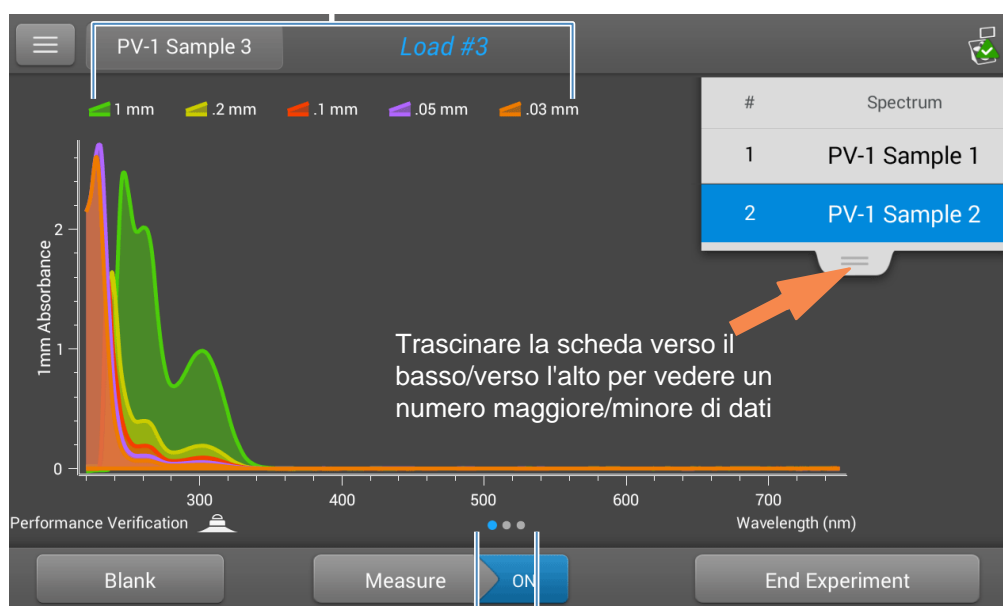 PV-1 Sample 3
Load #3
1 mm .2 mm .1 mm .05 mm .03 mm
# Spectrum
1 PV-1 Sample 1
2 PV-1 Sample 2
1mm Absorbance
2
1
0
Trascinare la scheda verso il
basso/verso l'alto per vedere un
numero maggiore/minore di dati
300 400 500 600 700
Performance Verification
Wavelength (nm)
Blank
Measure
ON
End Experiment